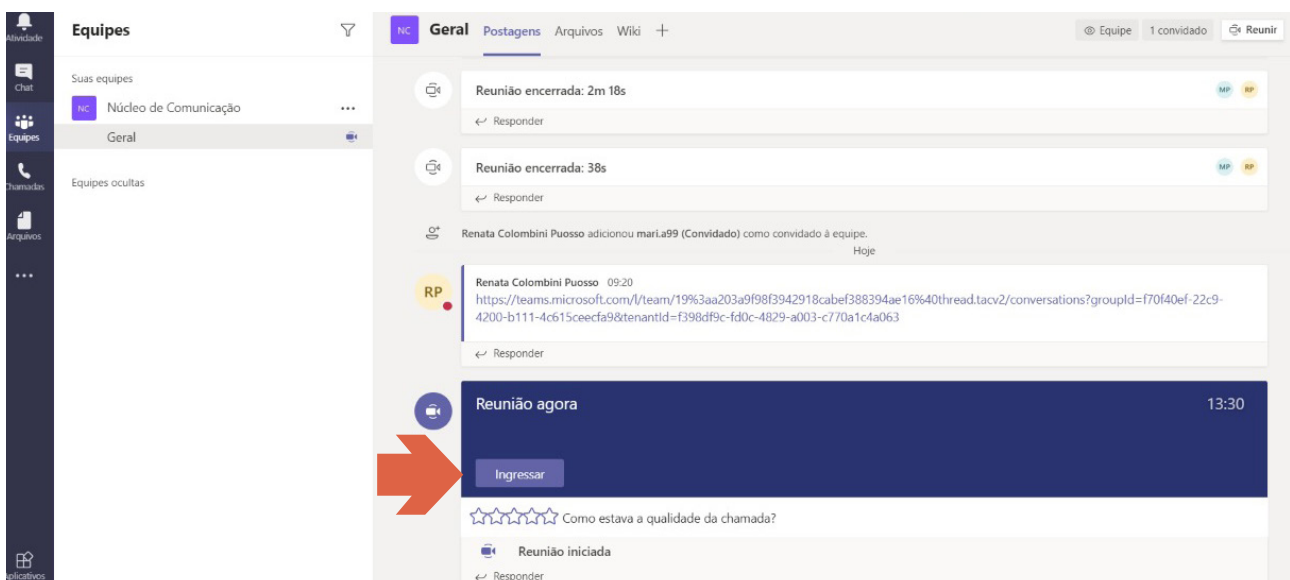 Atividade
Chat
Equipes
Chamadas
Arquivos
Aplicativos
Equipes
Suas equipes
NC Núcleo de Comunicação
Geral
Equipes ocultas
NC Geral Postagens Arquivos Wiki
Equipe 1 convidado Reunir
Reunião encerrada: 2m 18s MP RP
Responder
Reunião encerrada: 38s MP RP
Responder
Renata Colombini Puosso adicionou mari.a99 (Convidado) como convidado à equipe.
Hoje
RP Renata Colombini Puosso 09:20
https://teams.microsoft.com/l/team/19%3aa203a9f98f3942918cabef388394ae16%40thread.tacv2/conversations?groupId=f70f40ef-22c9-
4200-b111-4c615ceecfa9&tenantId=f398df9c-fd0c-4829-a003-c770a1c4a063
Responder
Reunião agora 13:30
Ingressar
Como estava a qualidade da chamada?
Reunião iniciada
Responder